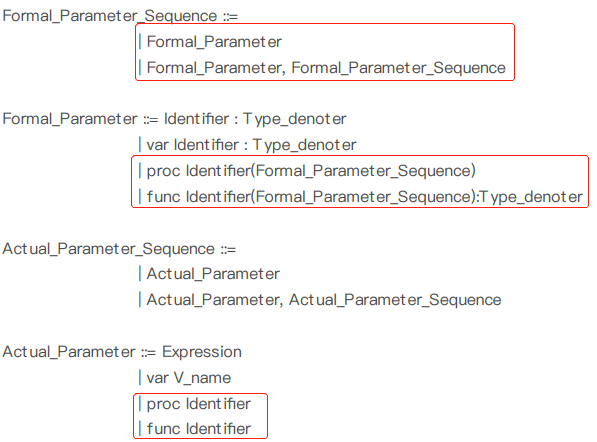 Formal_Parameter_Sequence ::=
| Formal_Parameter
| Formal_Parameter, Formal_Parameter_Sequence
Formal_Parameter ::= Identifier : Type_denoter
| var Identifier : Type_denoter
| proc Identifier(Formal_Parameter_Sequence)
| func Identifier(Formal_Parameter_Sequence):Type_denoter
Actual_Parameter_Sequence ::=
| Actual_Parameter
| Actual_Parameter, Actual_Parameter_Sequence
Actual_Parameter ::= Expression
| var V_name
| proc Identifier
| func Identifier